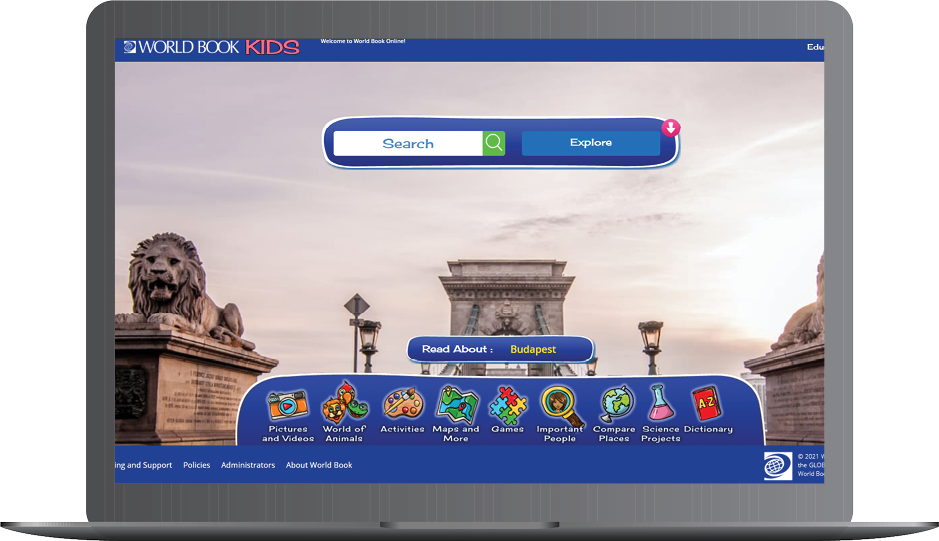 WORLD BOOK KIDS
Welcome to World Book Online!
Edu
Search
Explore
Read About : Budapest
Pictures
and Videos
World of
Animals
Activities
Maps and
More
Games
Important
People
Compare
Places
Science
Projects
A-Z
Dictionary
ing and Support
Policies
Administrators
About World Book
© 2021 W
the GLOB
World Boo